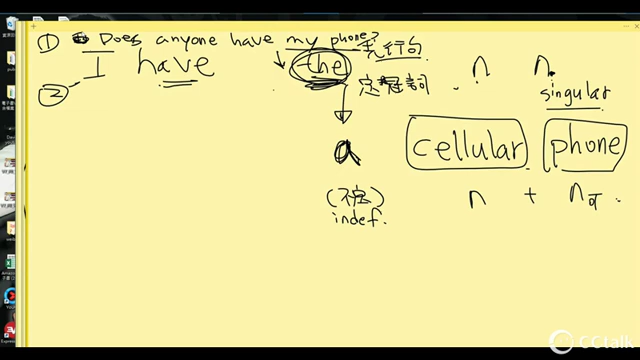 ① Does anyone have my phone? 先行句
② I have the 定冠詞 n n.
singular
a cellular phone
(不定) n + n可.
indef.
CCtalk